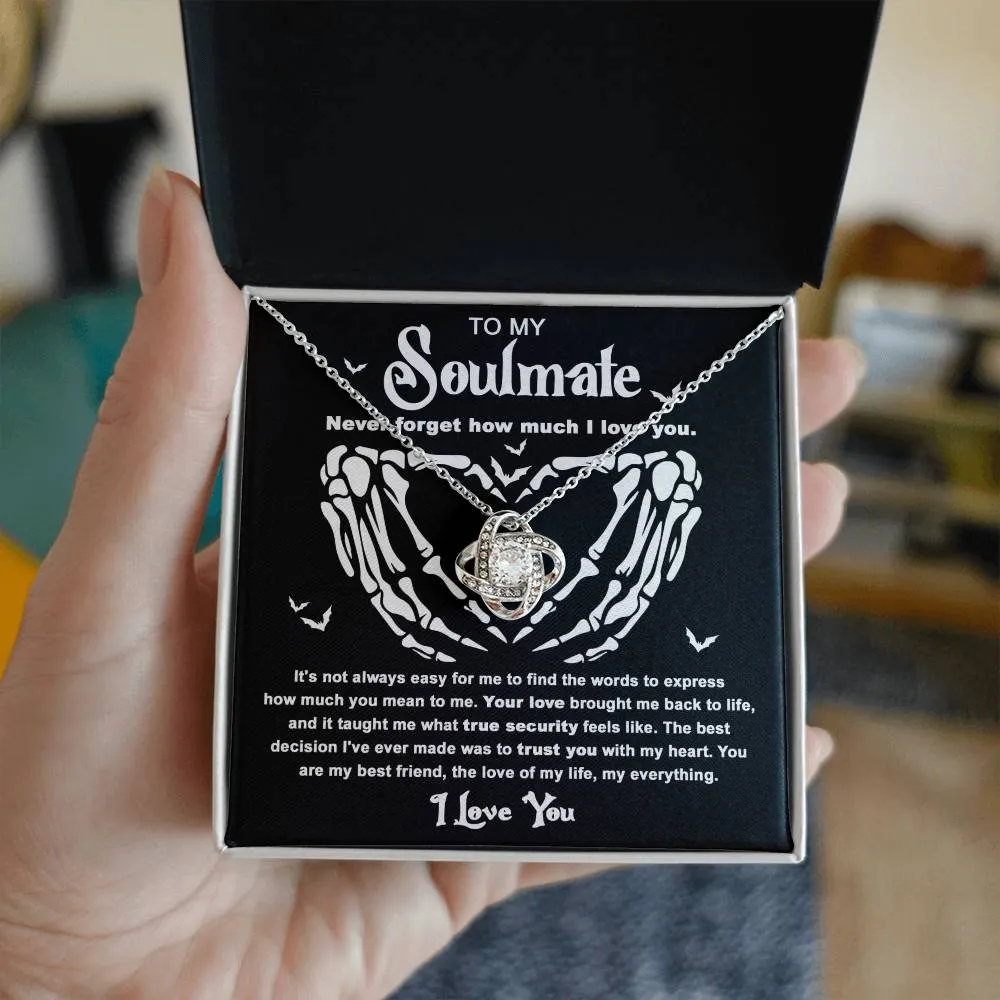 TO MY
Soulmate
Never forget how much I love you.
It's not always easy for me to find the words to express
how much you mean to me. Your love brought me back to life,
and it taught me what true security feels like. The best
decision I've ever made was to trust you with my heart. You
are my best friend, the love of my life, my everything.
I Love You